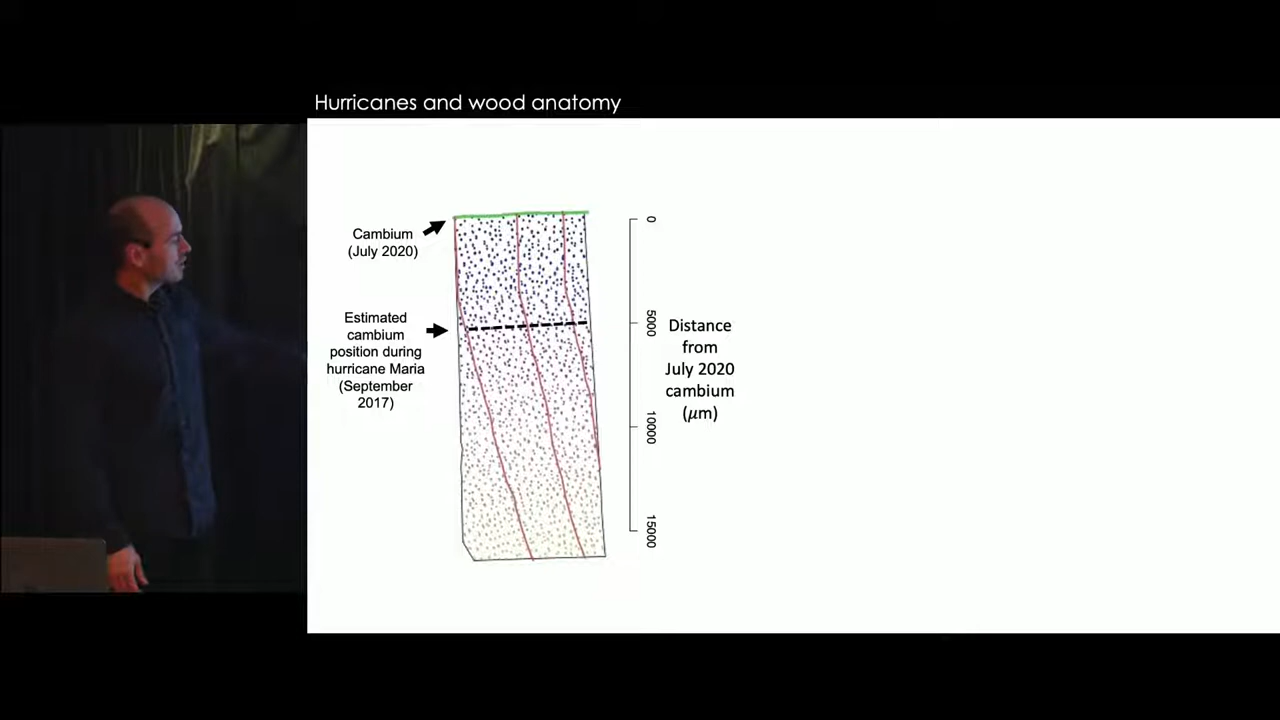 Hurricanes and wood anatomy
Cambium
(July 2020)
Estimated
cambium
position during
hurricane Maria
(September
2017)
0
5000
10000
15000
Distance
from
July 2020
cambium
(μm)